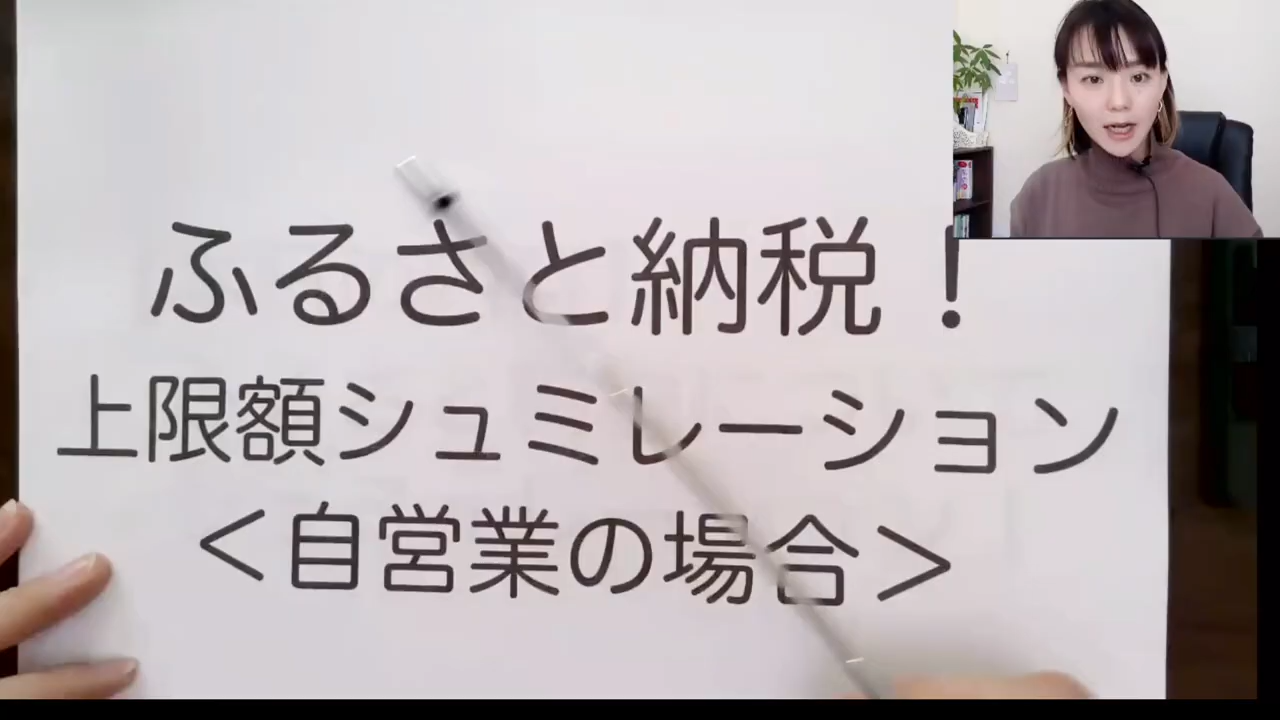 ふるさと納税！
上限額シュミレーション
＜自営業の場合＞